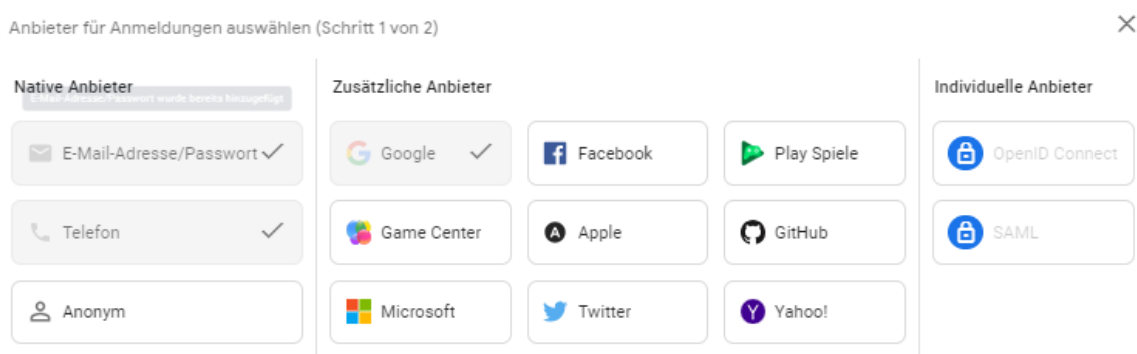 Anbieter für Anmeldungen auswählen (Schritt 1 von 2)
Native Anbieter
E-Mail-Adresse/Passwort wurde bereits hinzugefügt
E-Mail-Adresse/Passwort
Telefon
Anonym
Zusätzliche Anbieter
Google
Facebook
Play Spiele
Game Center
Apple
GitHub
Microsoft
Twitter
Yahoo!
Individuelle Anbieter
OpenID Connect
SAML